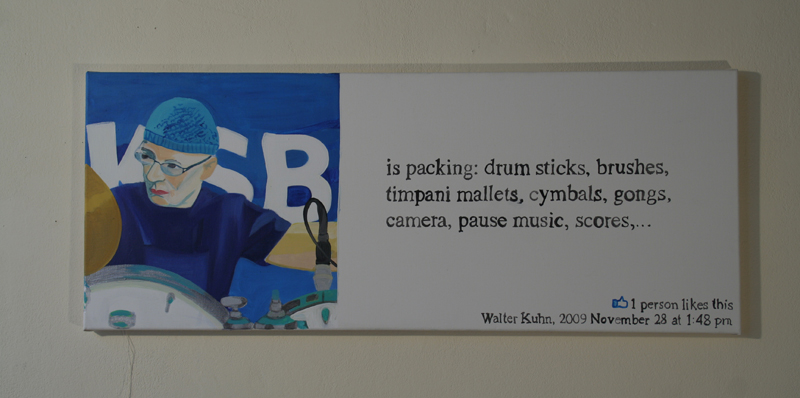 KSB
is packing: drum sticks, brushes,
timpani mallets, cymbals, gongs,
camera, pause music, scores,...
1 person likes this
Walter Kuhn, 2009 November 28 at 1:48 pm